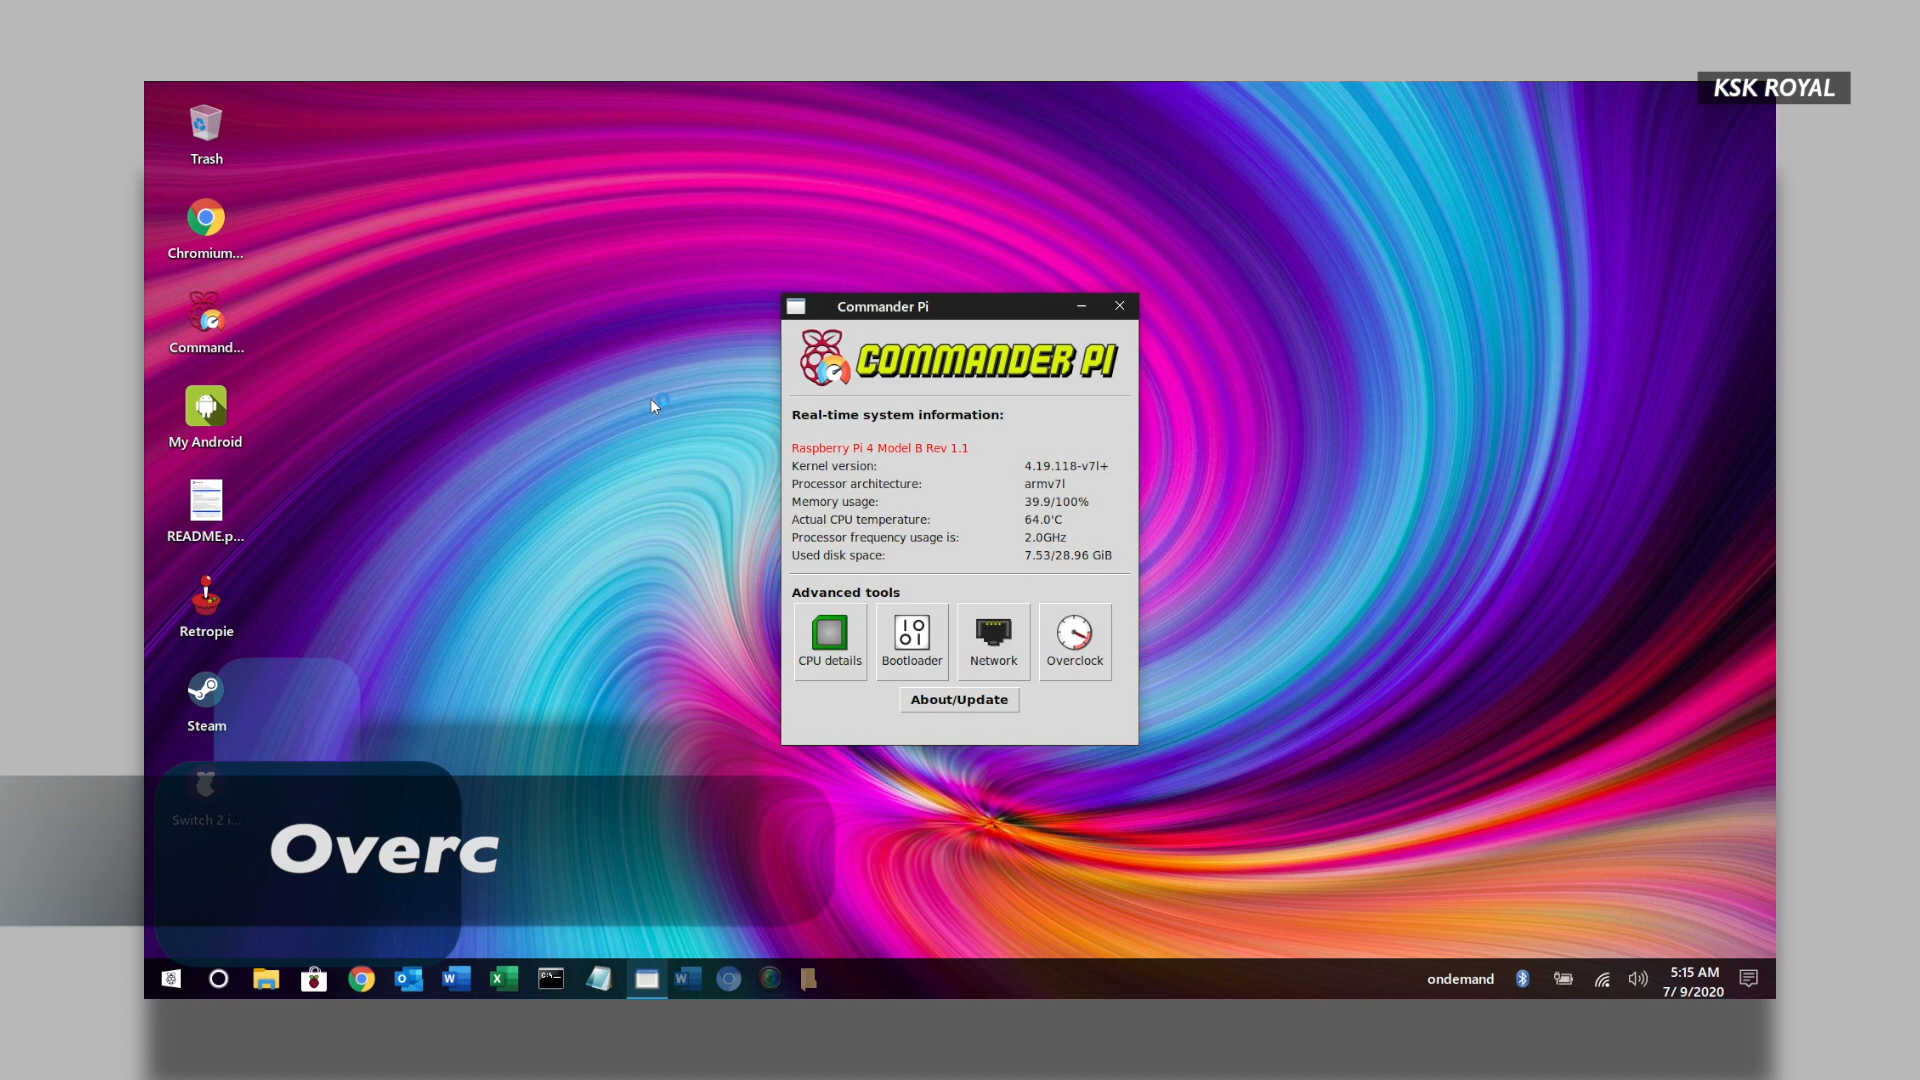 KSK ROYAL
Trash
Chromium...
Command...
My Android
README.p...
Retropie
Steam
Switch 2 i...
Commander Pi
COMMANDER PI
Real-time system information:
Raspberry Pi 4 Model B Rev 1.1
Kernel version: 4.19.118-v7l+
Processor architecture: armv7l
Memory usage: 39.9/100%
Actual CPU temperature: 64.0'C
Processor frequency usage is: 2.0GHz
Used disk space: 7.53/28.96 GiB
Advanced tools
CPU details Bootloader Network Overclock
About/Update
Overc
ondemand
5:15 AM
7/ 9/2020